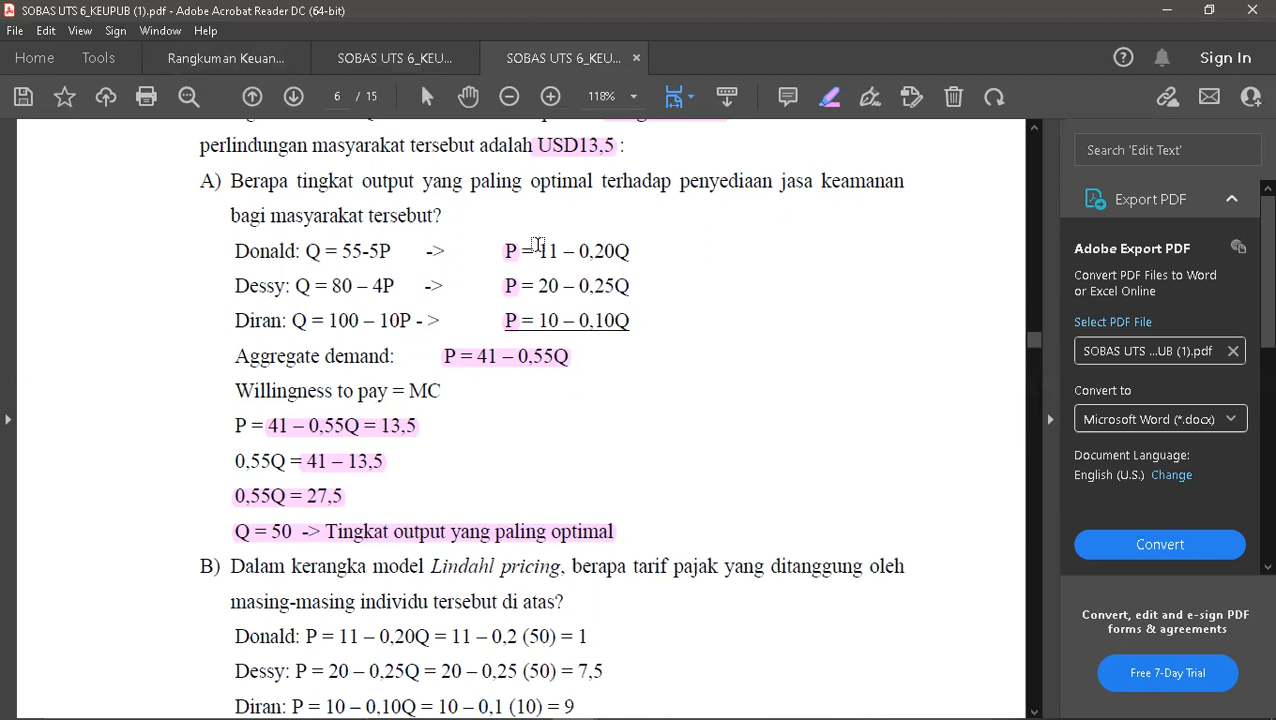 SOBAS UTS 6_KEUPUB (1).pdf - Adobe Acrobat Reader DC (64-bit)
File Edit View Sign Window Help
Home Tools Rangkuman Keuan... SOBAS UTS 6_KEU... SOBAS UTS 6_KEU... × Sign In
6 / 15 118%
perlindungan masyarakat tersebut adalah USD13,5 :
A) Berapa tingkat output yang paling optimal terhadap penyediaan jasa keamanan
bagi masyarakat tersebut?
Donald: Q = 55-5P -> P = 11 – 0,20Q
Dessy: Q = 80 – 4P -> P = 20 – 0,25Q
Diran: Q = 100 – 10P - > P = 10 – 0,10Q
Aggregate demand: P = 41 – 0,55Q
Willingness to pay = MC
P = 41 – 0,55Q = 13,5
0,55Q = 41 – 13,5
0,55Q = 27,5
Q = 50 -> Tingkat output yang paling optimal
B) Dalam kerangka model Lindahl pricing, berapa tarif pajak yang ditanggung oleh
masing-masing individu tersebut di atas?
Donald: P = 11 – 0,20Q = 11 – 0,2 (50) = 1
Dessy: P = 20 – 0,25Q = 20 – 0,25 (50) = 7,5
Diran: P = 10 – 0,10Q = 10 – 0,1 (10) = 9
Search 'Edit Text'
Export PDF
Adobe Export PDF
Convert PDF Files to Word
or Excel Online
Select PDF File
SOBAS UTS ...UB (1).pdf ×
Convert to
Microsoft Word (*.docx)
Document Language:
English (U.S.) Change
Convert
Convert, edit and e-sign PDF
forms & agreements
Free 7-Day Trial